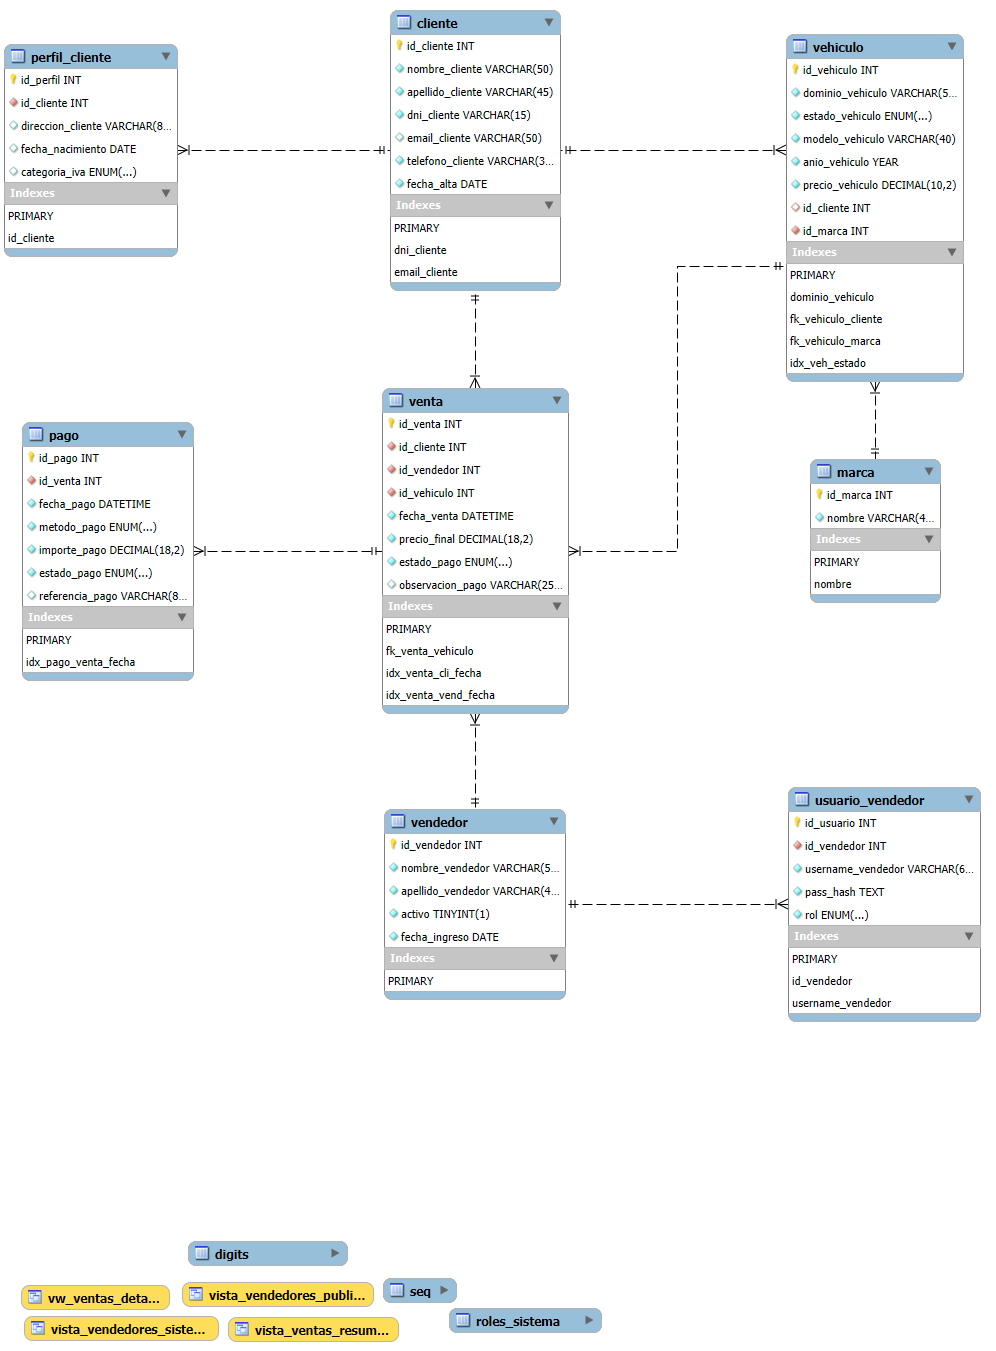 cliente
id_cliente INT
nombre_cliente VARCHAR(50)
apellido_cliente VARCHAR(45)
dni_cliente VARCHAR(15)
email_cliente VARCHAR(50)
telefono_cliente VARCHAR(3...
fecha_alta DATE
Indexes
PRIMARY
dni_cliente
email_cliente
perfil_cliente
id_perfil INT
id_cliente INT
direccion_cliente VARCHAR(8...
fecha_nacimiento DATE
categoria_iva ENUM(...)
Indexes
PRIMARY
id_cliente
vehiculo
id_vehiculo INT
dominio_vehiculo VARCHAR(5...
estado_vehiculo ENUM(...)
modelo_vehiculo VARCHAR(40)
anio_vehiculo YEAR
precio_vehiculo DECIMAL(10,2)
id_cliente INT
id_marca INT
Indexes
PRIMARY
dominio_vehiculo
fk_vehiculo_cliente
fk_vehiculo_marca
idx_veh_estado
venta
id_venta INT
id_cliente INT
id_vendedor INT
id_vehiculo INT
fecha_venta DATETIME
precio_final DECIMAL(18,2)
estado_pago ENUM(...)
observacion_pago VARCHAR(25...
Indexes
PRIMARY
fk_venta_vehiculo
idx_venta_cli_fecha
idx_venta_vend_fecha
pago
id_pago INT
id_venta INT
fecha_pago DATETIME
metodo_pago ENUM(...)
importe_pago DECIMAL(18,2)
estado_pago ENUM(...)
referencia_pago VARCHAR(8...
Indexes
PRIMARY
idx_pago_venta_fecha
marca
id_marca INT
nombre VARCHAR(4...
Indexes
PRIMARY
nombre
vendedor
id_vendedor INT
nombre_vendedor VARCHAR(5...
apellido_vendedor VARCHAR(4...
activo TINYINT(1)
fecha_ingreso DATE
Indexes
PRIMARY
usuario_vendedor
id_usuario INT
id_vendedor INT
username_vendedor VARCHAR(6...
pass_hash TEXT
rol ENUM(...)
Indexes
PRIMARY
id_vendedor
username_vendedor
digits
vw_ventas_deta...
vista_vendedores_publi...
seq
vista_vendedores_siste...
vista_ventas_resum...
roles_sistema